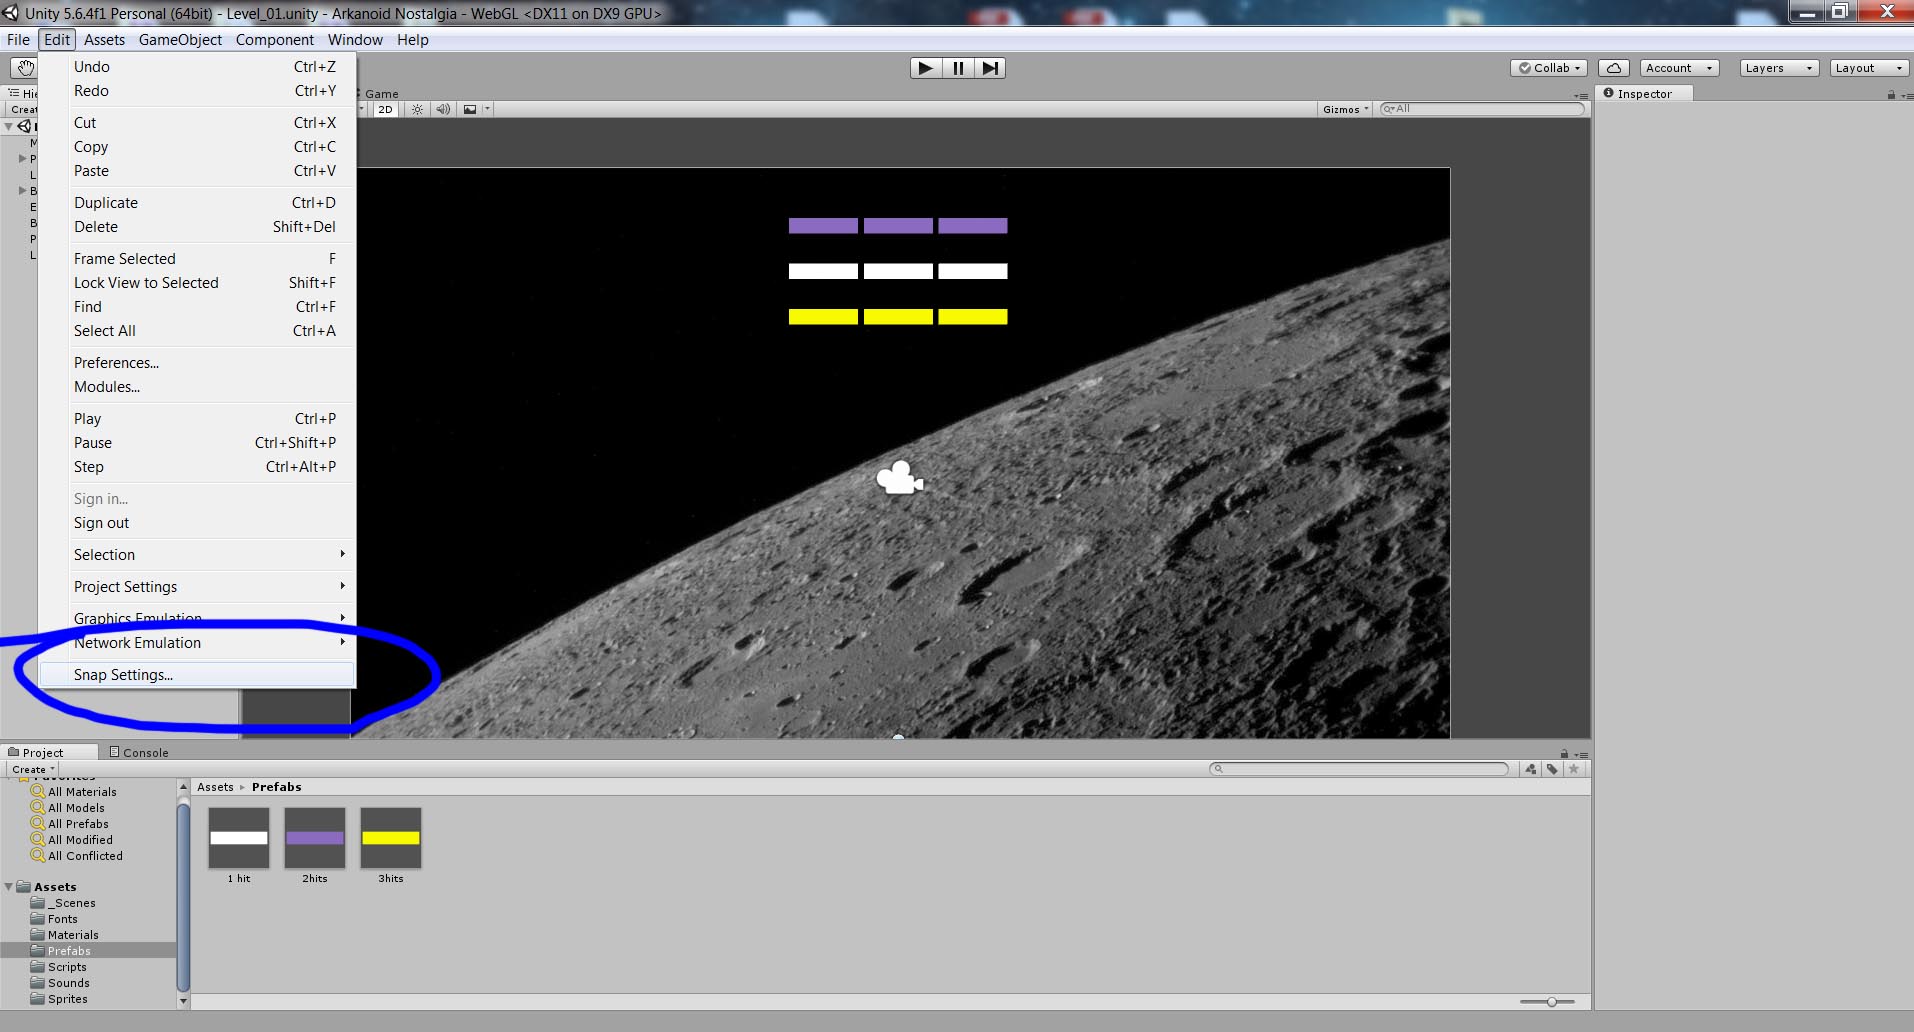 Unity 5.6.4f1 Personal (64bit) - Level_01.unity - Arkanoid Nostalgia - WebGL <DX11 on DX9 GPU>
File Edit Assets GameObject Component Window Help
Collab Account Layers Layout
Undo Ctrl+Z
Redo Ctrl+Y
Cut Ctrl+X
Copy Ctrl+C
Paste Ctrl+V
Duplicate Ctrl+D
Delete Shift+Del
Frame Selected F
Lock View to Selected Shift+F
Find Ctrl+F
Select All Ctrl+A
Preferences...
Modules...
Play Ctrl+P
Pause Ctrl+Shift+P
Step Ctrl+Alt+P
Sign in...
Sign out
Selection
Project Settings
Graphics Emulation
Network Emulation
Snap Settings...
Game
2D Gizmos All
Inspector
Project Console
Create
Favorites
All Materials
All Models
All Prefabs
All Modified
All Conflicted
Assets
_Scenes
Fonts
Materials
Prefabs
Scripts
Sounds
Sprites
Assets Prefabs
1 hit 2hits 3hits